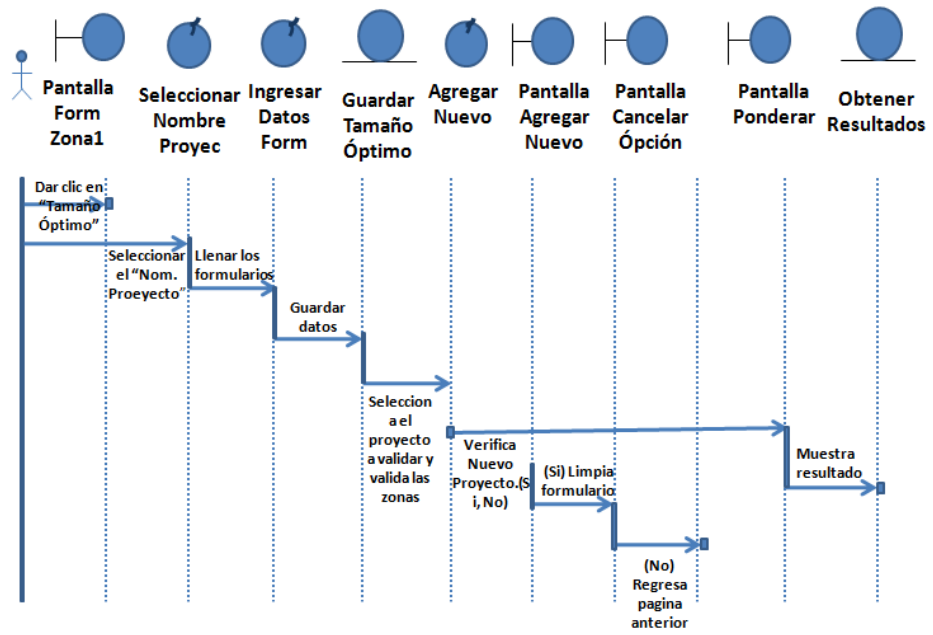 Pantalla
Form
Zona1
Seleccionar
Nombre
Proyec
Ingresar
Datos
Form
Guardar
Tamaño
Óptimo
Agregar
Nuevo
Pantalla
Agregar
Nuevo
Pantalla
Cancelar
Ópción
Pantalla
Ponderar
Obtener
Resultados
Dar clic en
“Tamaño
Óptimo”
Seleccionar
el “Nom.
Proeyecto”
Llenar los
formularios
Guardar
datos
Seleccion
a el
proyecto
a validar y
valida las
zonas
Verifica
Nuevo
Proyecto.(S
i, No)
(Si) Limpia
formulario
(No)
Regresa
pagina
anterior
Muestra
resultado